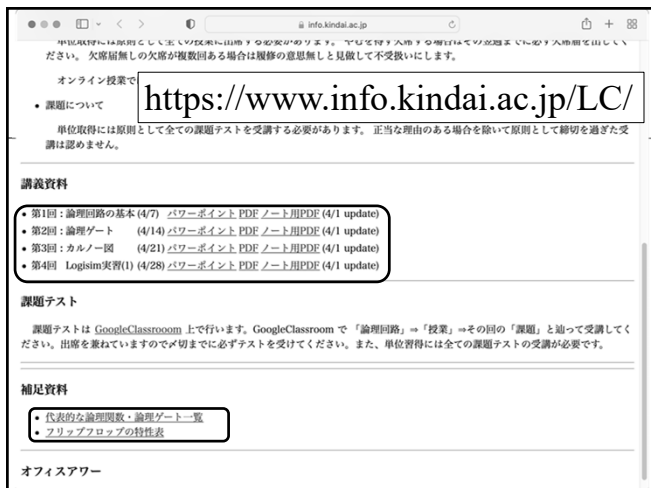 info.kindai.ac.jp
単位取得には原則として全ての授業に出席する必要があります。 やむを得ず欠席する場合はその翌週までに必ず欠席届を出してく
ださい。 欠席届無しの欠席が複数回ある場合は履修の意思無しと見做して不受扱いにします。
オンライン授業で
https://www.info.kindai.ac.jp/LC/
• 課題について
単位取得には原則として全ての課題テストを受講する必要があります。 正当な理由のある場合を除いて原則として締切を過ぎた受
講は認めません。
講義資料
• 第1回：論理回路の基本 (4/7) パワーポイント PDF ノート用PDF (4/1 update)
• 第2回：論理ゲート (4/14) パワーポイント PDF ノート用PDF (4/1 update)
• 第3回：カルノー図 (4/21) パワーポイント PDF ノート用PDF (4/1 update)
• 第4回 Logisim実習(1) (4/28) パワーポイント PDF ノート用PDF (4/1 update)
課題テスト
課題テストは GoogleClassrooom 上で行います。GoogleClassroom で 「論理回路」⇒「授業」⇒その回の「課題」と辿って受講してく
ださい。出席を兼ねていますので〆切までに必ずテストを受けてください。また、単位習得には全ての課題テストの受講が必要です。
補足資料
• 代表的な論理関数・論理ゲート一覧
• フリップフロップの特性表
オフィスアワー